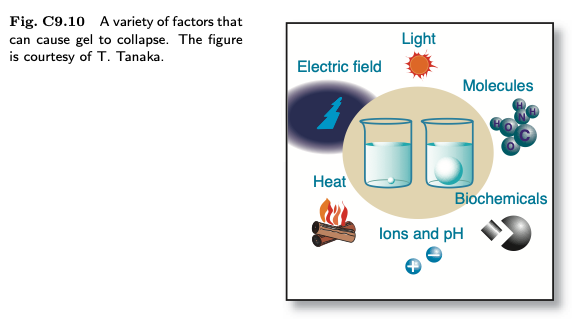 Fig. C9.10 A variety of factors that
can cause gel to collapse. The figure
is courtesy of T. Tanaka.
Light
Electric field
Molecules
H
H
N
H
O
C
O
Heat
Biochemicals
Ions and pH
+
−